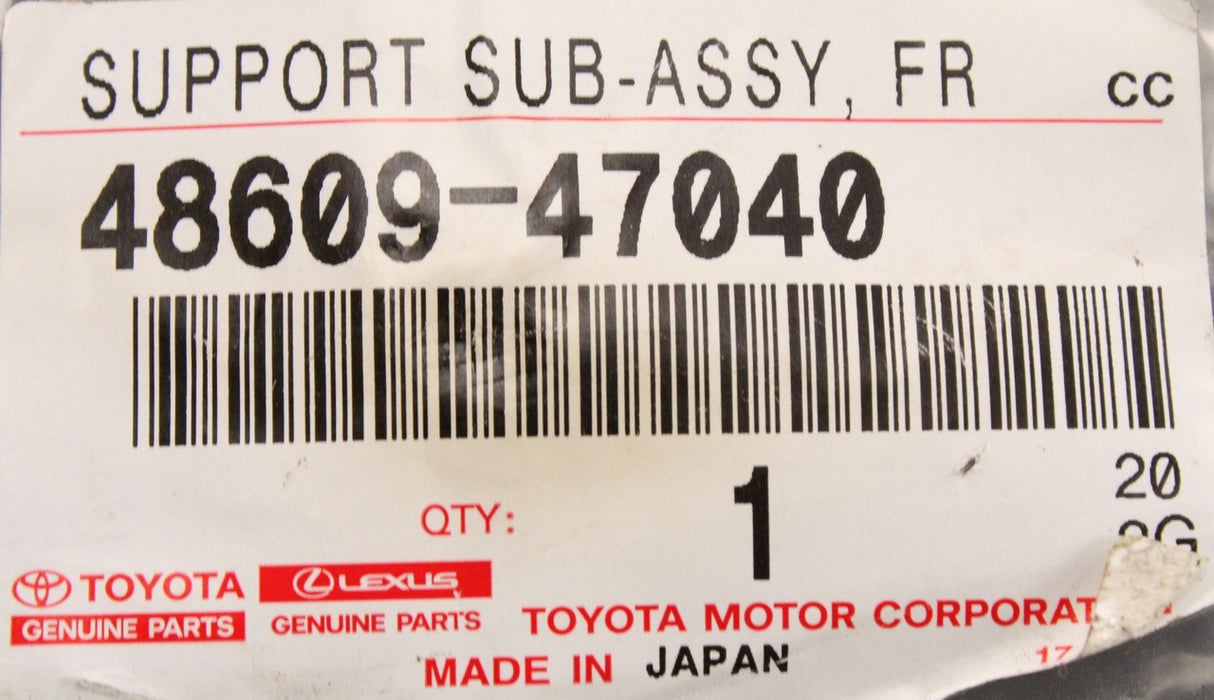 SUPPORT SUB-ASSY, FR CC
48609-47040
QTY: 1 20
TOYOTA LEXUS
GENUINE PARTS GENUINE PARTS TOYOTA MOTOR
MADE IN JAPAN 17